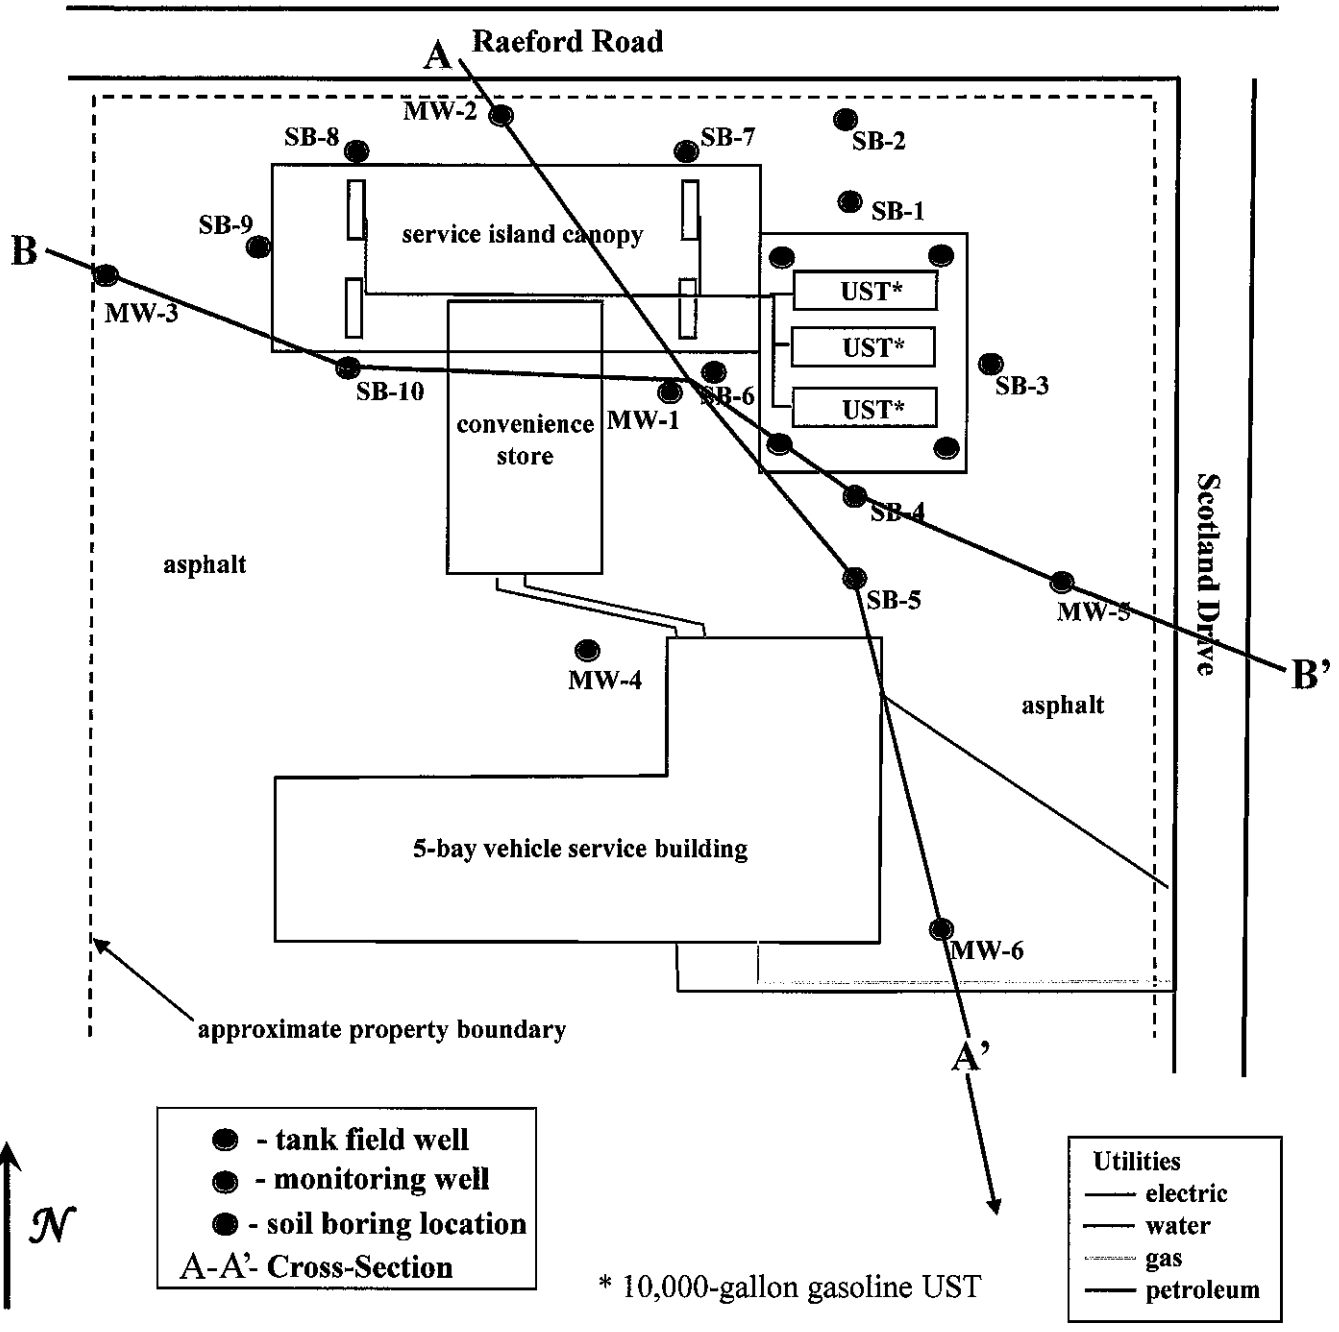 Raeford Road
A
MW-2
SB-2
SB-8
SB-7
SB-1
SB-9
service island canopy
B
UST*
MW-3
UST*
SB-10
SB-6
SB-3
MW-1
UST*
convenience
store
SB-4
Scotland Drive
asphalt
SB-5
MW-5
MW-4
B'
asphalt
5-bay vehicle service building
MW-6
approximate property boundary
A'
- tank field well
- monitoring well
- soil boring location
A-A'- Cross-Section
N
* 10,000-gallon gasoline UST
Utilities
electric
water
gas
petroleum